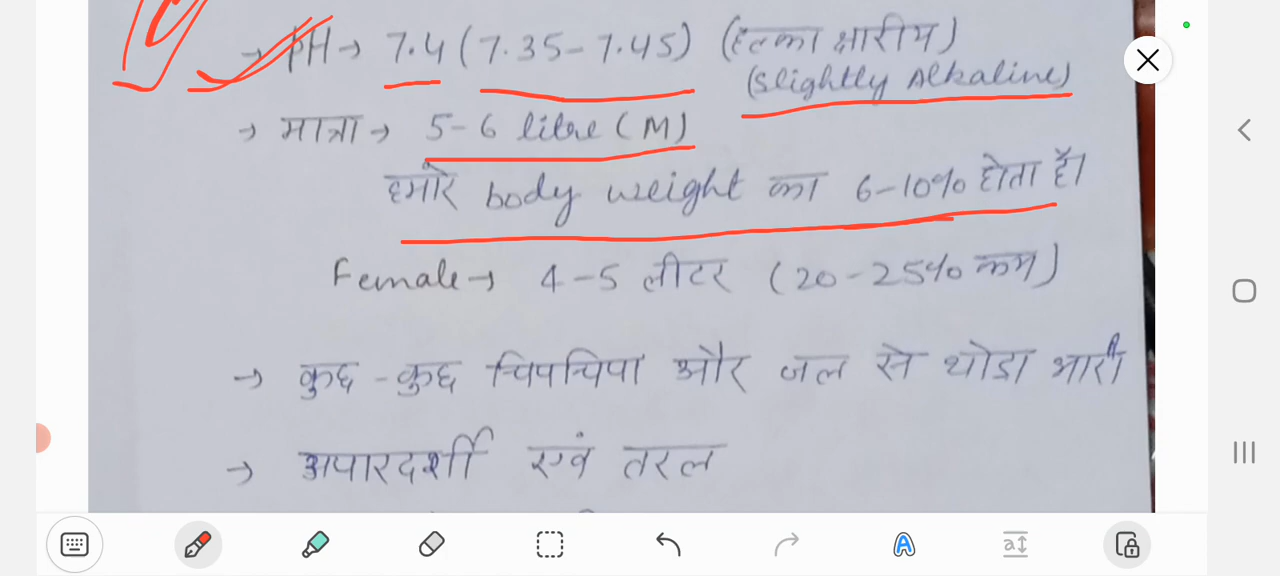 → PH → 7.4 (7.35-7.45) (हल्का क्षारीय)
(Slightly Alkaline)
→ मात्रा → 5-6 litre (M)
हमारे body weight का 6-10% होता है।
Female → 4-5 लीटर (20-25% कम)
→ कुछ-कुछ चिपचिपा और जल से थोडा भारी
→ अपारदर्शी एवं तरल